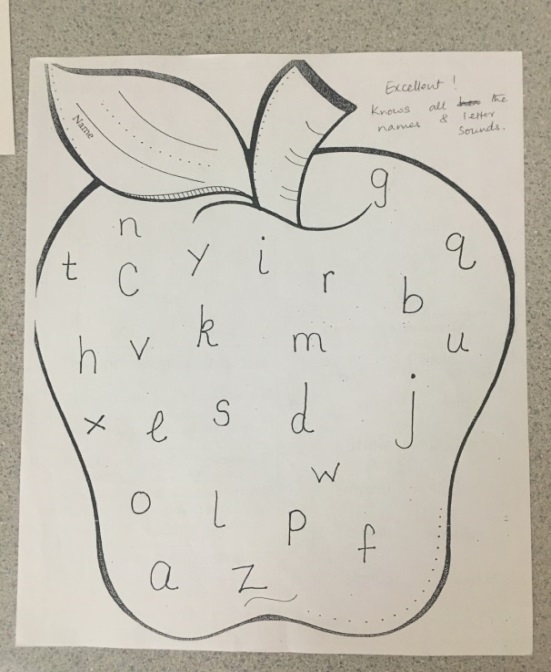 Excellent!
Knows all the
names & letter
Sounds.
Name
g
n
t c y i r q
b
h v k m u
x e s d j
w
o l p f
a z